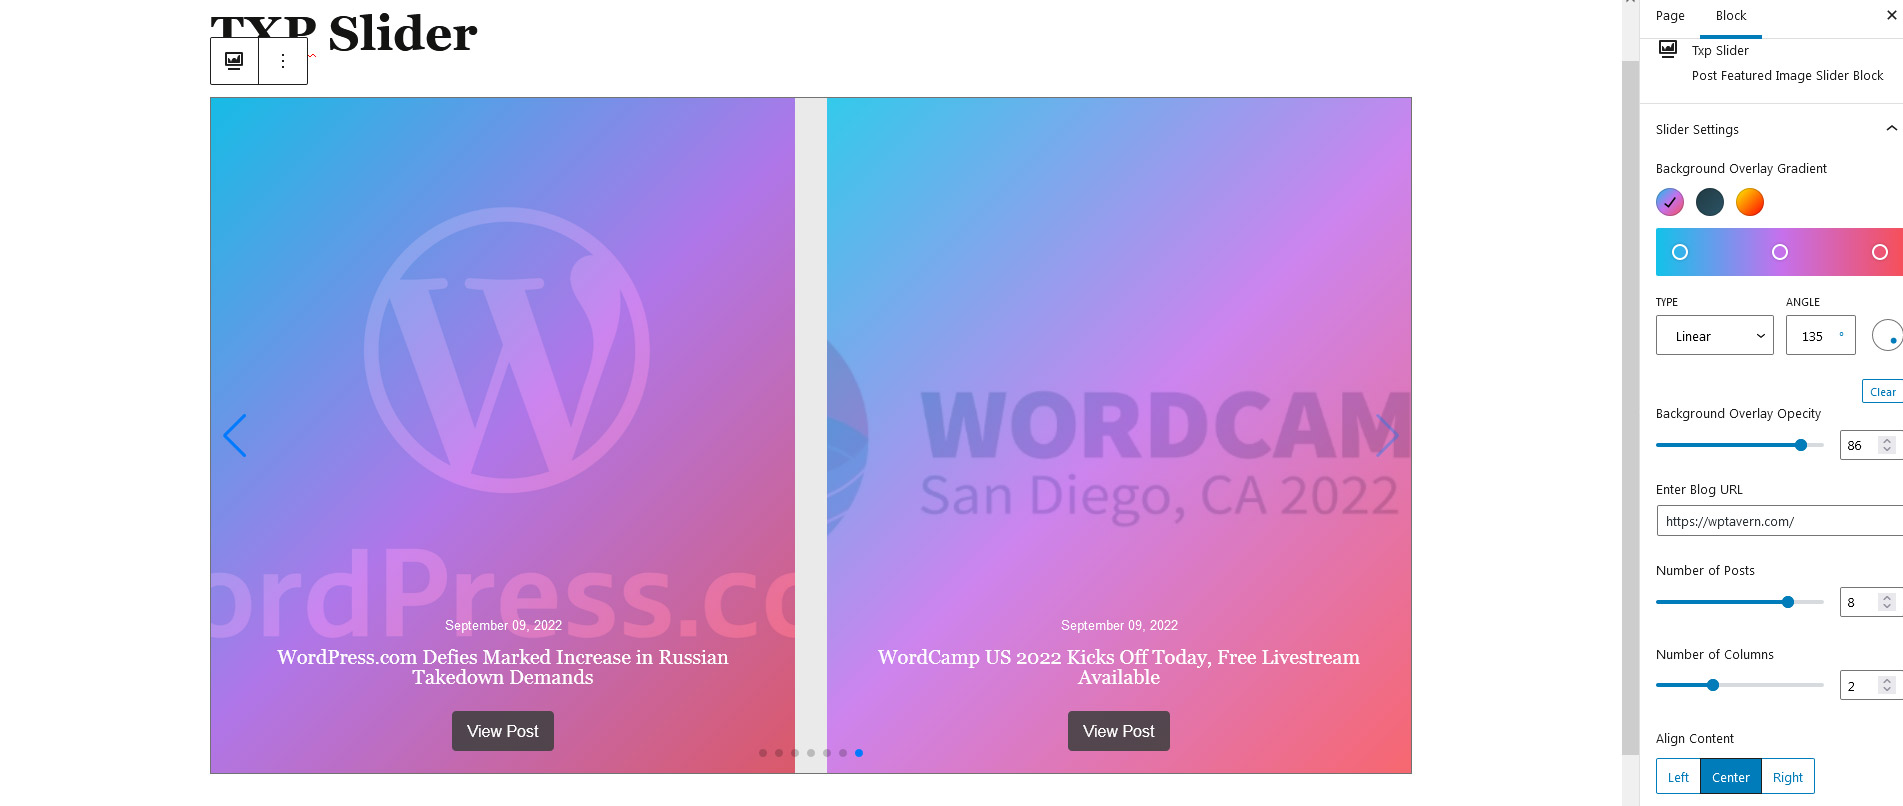 TXP Slider
W
ordPress.co
September 09, 2022
WordPress.com Defies Marked Increase in Russian
Takedown Demands
View Post
WORDCAM
San Diego, CA 2022
September 09, 2022
WordCamp US 2022 Kicks Off Today, Free Livestream
Available
View Post
Page
Block
Txp Slider
Post Featured Image Slider Block
Slider Settings
Background Overlay Gradient
TYPE
ANGLE
Linear
135 °
Clear
Background Overlay Opecity
86
Enter Blog URL
https://wptavern.com/
Number of Posts
8
Number of Columns
2
Align Content
Left Center Right